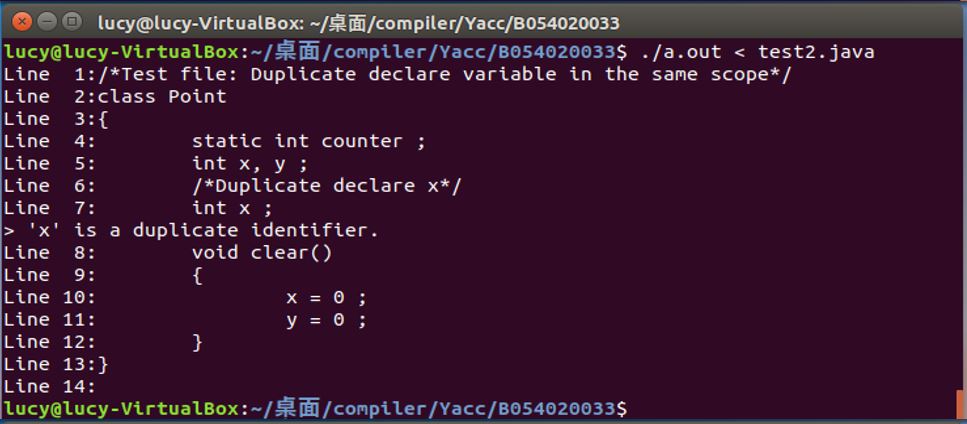 lucy@lucy-VirtualBox: ~/桌面/compiler/Yacc/B054020033
lucy@lucy-VirtualBox:~/桌面/compiler/Yacc/B054020033$ ./a.out < test2.java
Line  1:/*Test file: Duplicate declare variable in the same scope*/
Line  2:class Point
Line  3:{
Line  4:        static int counter ;
Line  5:        int x, y ;
Line  6:        /*Duplicate declare x*/
Line  7:        int x ;
> 'x' is a duplicate identifier.
Line  8:        void clear()
Line  9:        {
Line 10:                x = 0 ;
Line 11:                y = 0 ;
Line 12:        }
Line 13:}
Line 14:
lucy@lucy-VirtualBox:~/桌面/compiler/Yacc/B054020033$